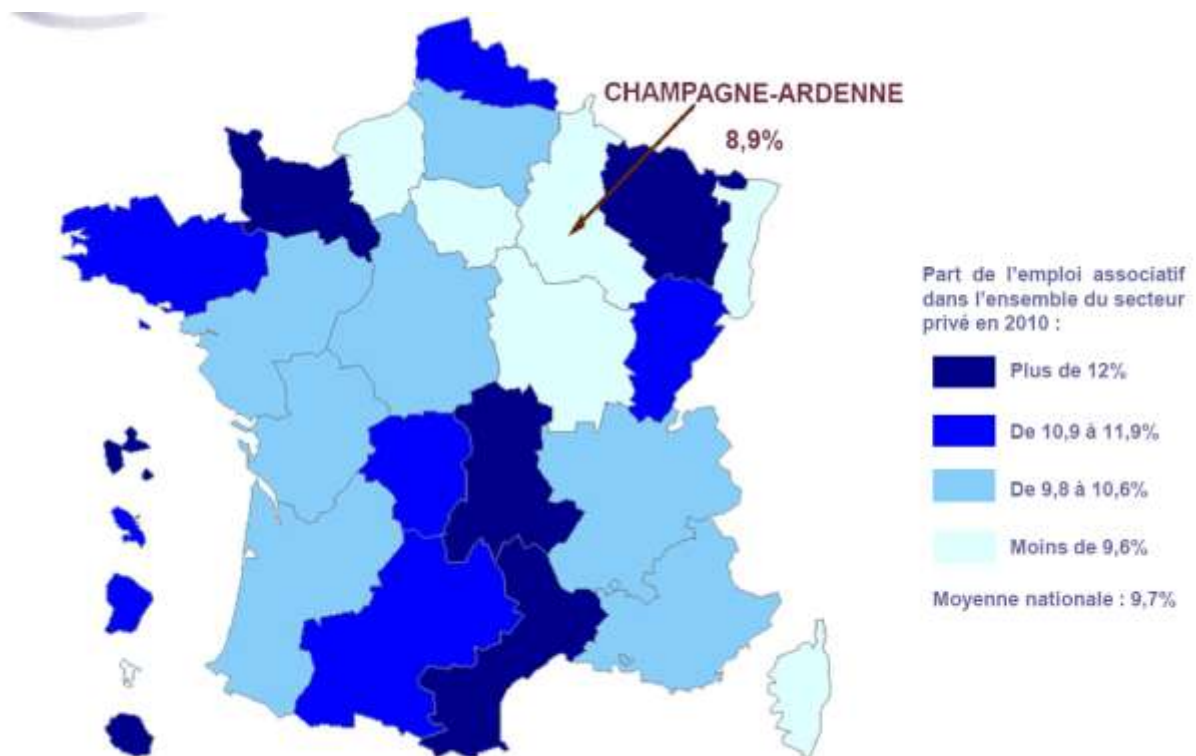 CHAMPAGNE-ARDENNE
8,9%
Part de l'emploi associatif
dans l'ensemble du secteur
privé en 2010 :
Plus de 12%
De 10,9 à 11,9%
De 9,8 à 10,6%
Moins de 9,6%
Moyenne nationale : 9,7%